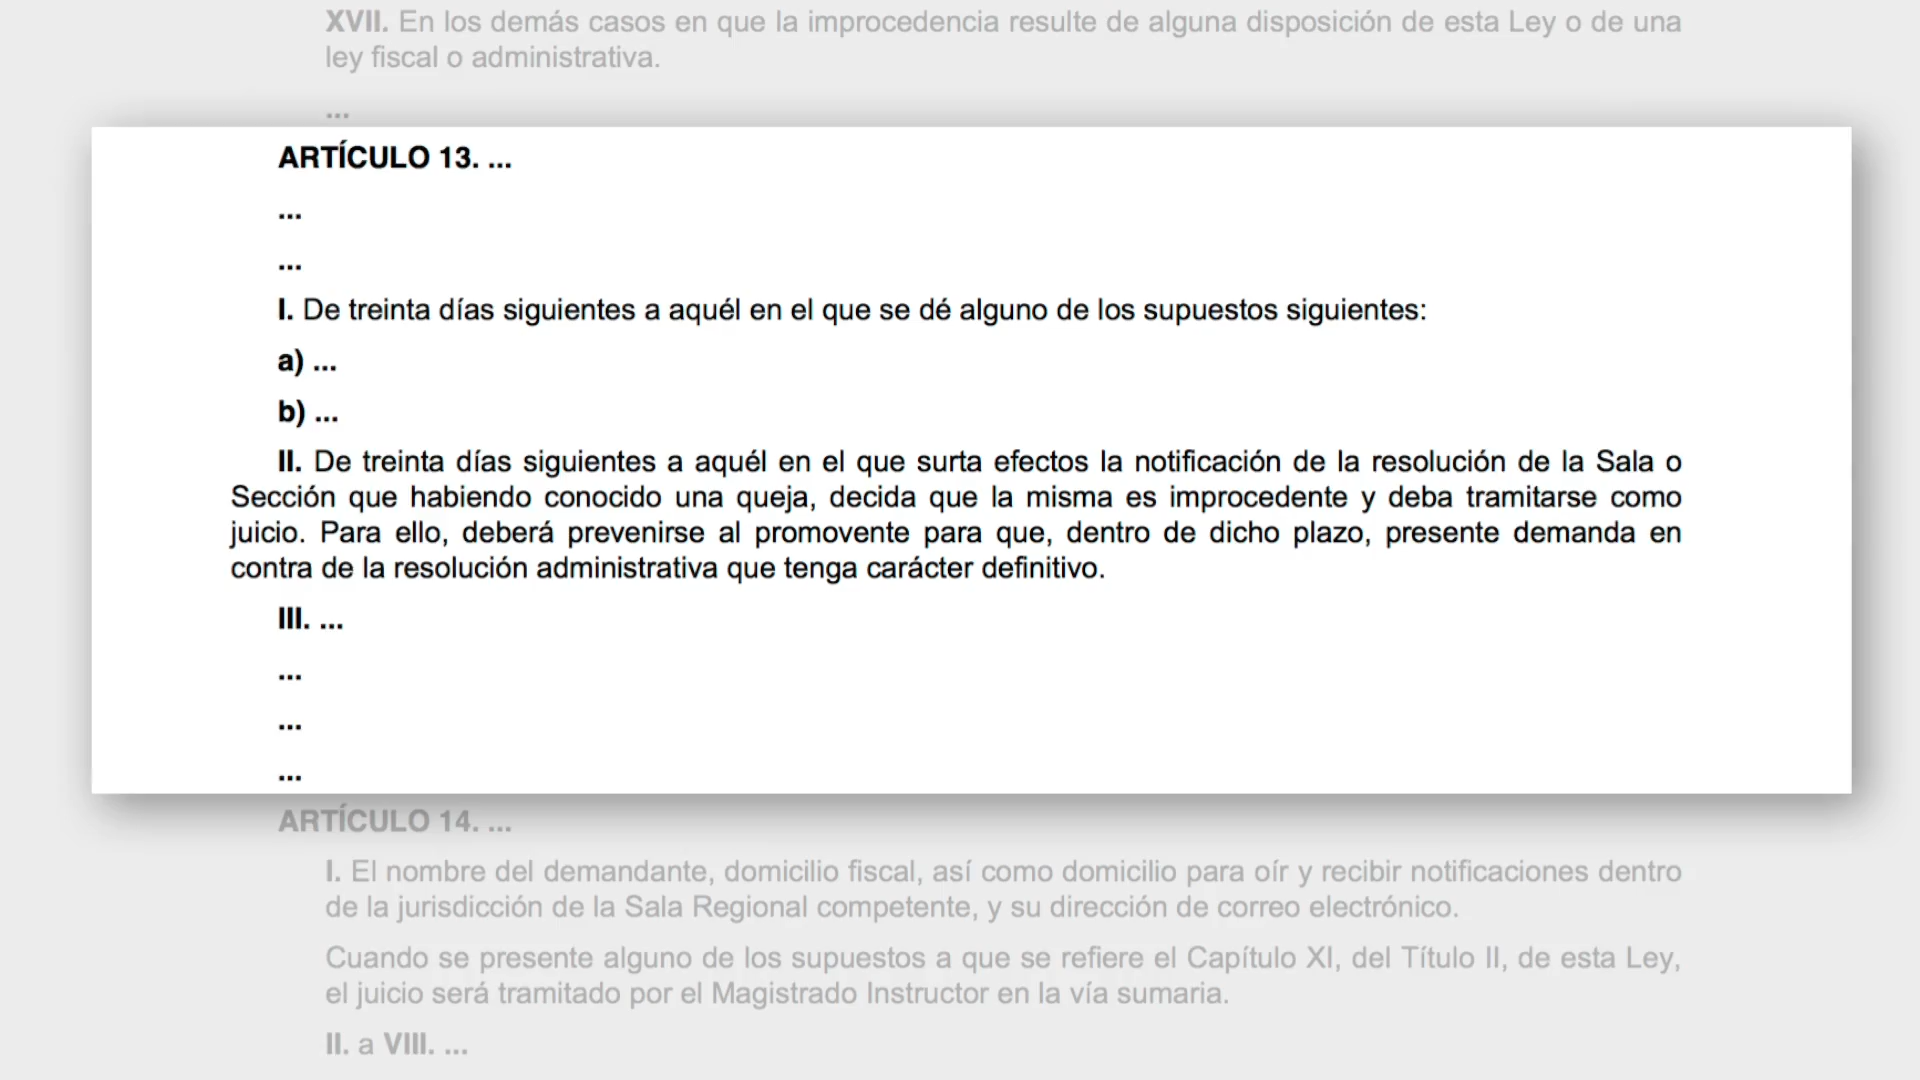 XVII. En los demás casos en que la improcedencia resulte de alguna disposición de esta Ley o de una
ley fiscal o administrativa.
...
ARTÍCULO 13. ...
...
...
I. De treinta días siguientes a aquél en el que se dé alguno de los supuestos siguientes:
a) ...
b) ...
II. De treinta días siguientes a aquél en el que surta efectos la notificación de la resolución de la Sala o
Sección que habiendo conocido una queja, decida que la misma es improcedente y deba tramitarse como
juicio. Para ello, deberá prevenirse al promovente para que, dentro de dicho plazo, presente demanda en
contra de la resolución administrativa que tenga carácter definitivo.
III. ...
...
...
...
ARTÍCULO 14. ...
I. El nombre del demandante, domicilio fiscal, así como domicilio para oír y recibir notificaciones dentro
de la jurisdicción de la Sala Regional competente, y su dirección de correo electrónico.
Cuando se presente alguno de los supuestos a que se refiere el Capítulo XI, del Título II, de esta Ley,
el juicio será tramitado por el Magistrado Instructor en la vía sumaria.
II. a VIII. ...